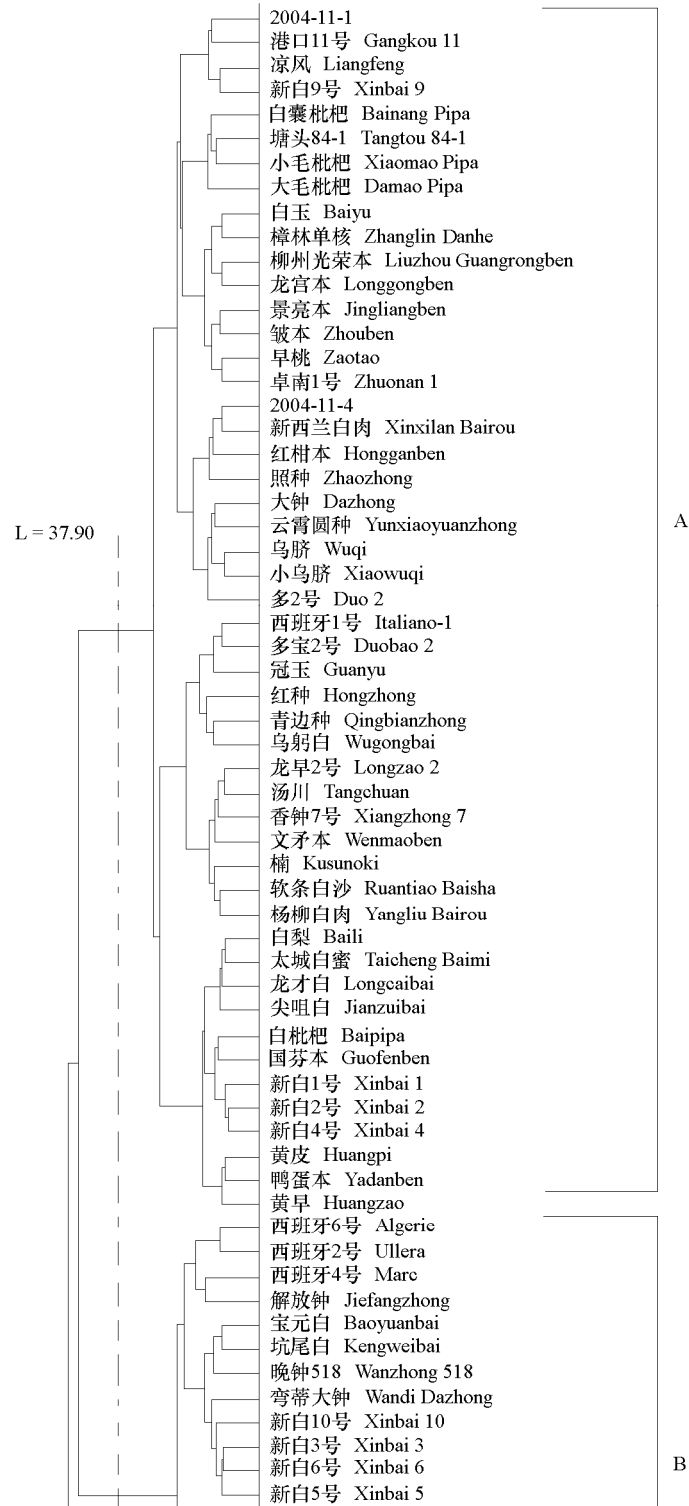 2004-11-1
港口11号 Gangkou 11
凉风 Liangfeng
新白9号 Xinbai 9
白囊枇杷 Bainang Pipa
塘头84-1 Tangtou 84-1
小毛枇杷 Xiaomao Pipa
大毛枇杷 Damao Pipa
白玉 Baiyu
樟林单核 Zhanglin Danhe
柳州光荣本 Liuzhou Guangrongben
龙宫本 Longgongben
景亮本 Jingliangben
皱本 Zhouben
早桃 Zaotao
卓南1号 Zhuonan 1
2004-11-4
新西兰白肉 Xinxilan Bairou
红柑本 Hongganben
照种 Zhaozhong
大钟 Dazhong
A
云霄圆种 Yunxiaoyuanzhong
L = 37.90
乌脐 Wuqi
小乌脐 Xiaowuqi
多2号 Duo 2
西班牙1号 Italiano-1
多宝2号 Duobao 2
冠玉 Guanyu
红种 Hongzhong
青边种 Qingbianzhong
乌躬白 Wugongbai
龙早2号 Longzao 2
汤川 Tangchuan
香钟7号 Xiangzhong 7
文矛本 Wenmaoben
楠 Kusunoki
软条白沙 Ruantiao Baisha
杨柳白肉 Yangliu Bairou
白梨 Baili
太城白蜜 Taicheng Baimi
龙才白 Longcaibai
尖咀白 Jianzuibai
白枇杷 Baipipa
国芬本 Guofenben
新白1号 Xinbai 1
新白2号 Xinbai 2
新白4号 Xinbai 4
黄皮 Huangpi
鸭蛋本 Yadanben
黄早 Huangzao
西班牙6号 Algerie
西班牙2号 Ullera
西班牙4号 Marc
解放钟 Jiefangzhong
宝元白 Baoyuanbai
坑尾白 Kengweibai
晚钟518 Wanzhong 518
弯蒂大钟 Wandi Dazhong
新白10号 Xinbai 10
新白3号 Xinbai 3
新白6号 Xinbai 6
B
新白5号 Xinbai 5